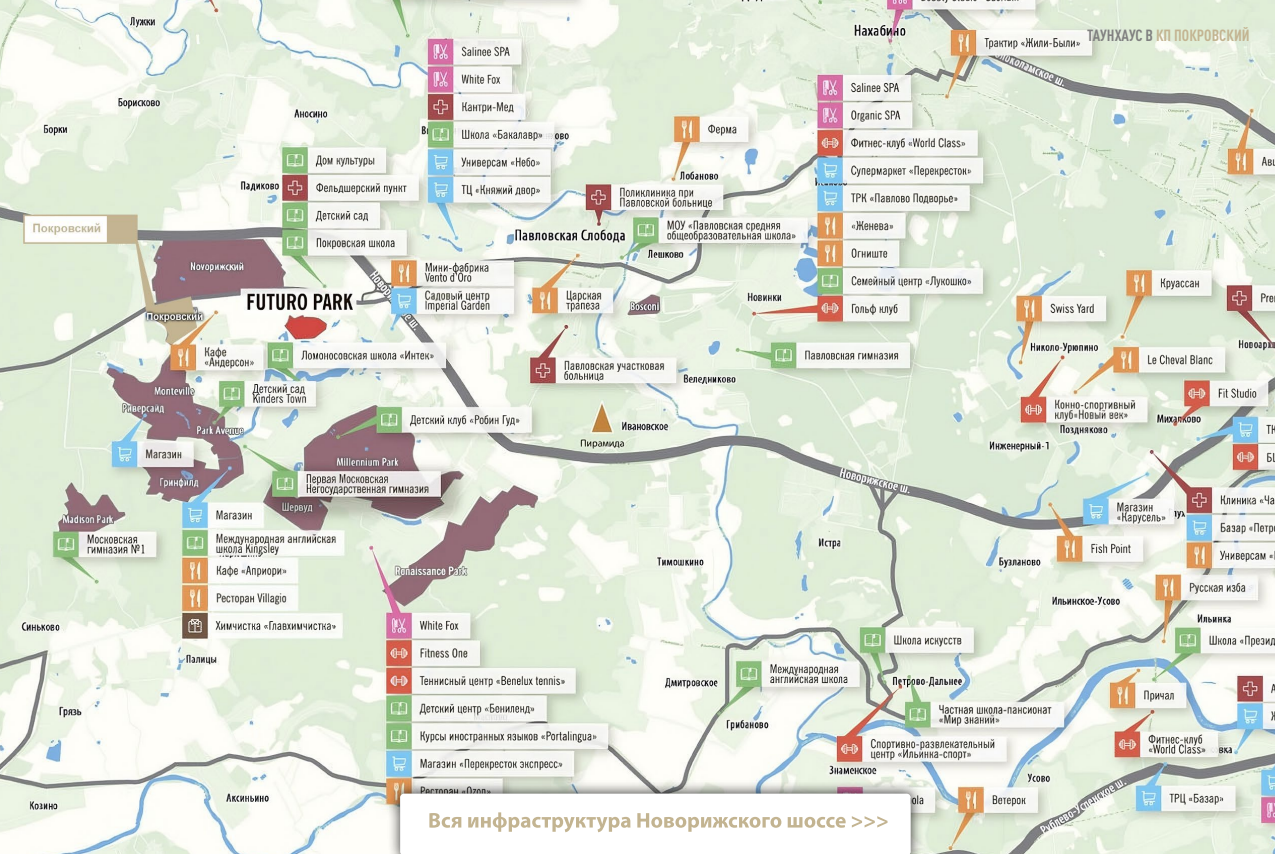 Лужки
Нахабино
ТАУНХАУС В КП ПОКРОВСКИЙ
Трактир «Жили-Были»
Волоколамское ш.
Salinee SPA
White Fox
Кантри-Мед
Школа «Бакалавр»
Универсам «Небо»
ТЦ «Княжий двор»
Борисово
Борки
Аносино
Ферма
Лобаново
Salinee SPA
Organic SPA
Фитнес-клуб «World Class»
Супермаркет «Перекресток»
ТРК «Павлово Подворье»
«Женева»
Огниште
Семейный центр «Лукошко»
Гольф клуб
Дом культуры
Падиково
Фельдшерский пункт
Детский сад
Покровская школа
Поликлиника при
Павловской больнице
Павловская Слобода
МОУ «Павловская средняя
общеобразовательная школа»
Лешково
Покровский
Novорижский
FUTURO PARK
Покровский
Мини-фабрика
Vento d'Oro
Садовый центр
Imperial Garden
Царская
трапеза
Bosconi
Новинки
Круассан
Swiss Yard
Николо-Урюпино
Le Cheval Blanc
Кафе
«Андерсон»
Ломоносовская школа «Интек»
Павловская гимназия
Павловская участковая
больница
Веледниково
Fit Studio
Конно-спортивный
клуб«Новый век»
Поздняково
Михалково
Инженерный-1
Monteville
Риверсайд
Детский сад
Kinders Town
Park Avenue
Детский клуб «Робин Гуд»
Пирамида
Ивановское
Магазин
Гринфилд
Millennium Park
Первая Московская
Негосударственная гимназия
Шервуд
Новорижское ш.
Madison Park
Московская
гимназия №1
Магазин
Международная английская
школа Kingsley
Кафе «Априори»
Ресторан Villagio
Химчистка «Главхимчистка»
Renaissance Park
Магазин
«Карусель»
Fish Point
Истра
Тимошкино
Бузланово
Русская изба
Ильинское-Усово
Ильинка
Синьково
Палицы
Грязь
White Fox
Fitness One
Теннисный центр «Benelux tennis»
Детский центр «Бениленд»
Курсы иностранных языков «Portalingua»
Магазин «Перекресток экспресс»
Ресторан «Ozon»
Школа искусств
Международная
английская школа
Дмитровское
Петрово-Дальнее
Частная школа-пансионат
«Мир знаний»
Грибаново
Спортивно-развлекательный
центр «Ильинка-спорт»
Знаменское
Причал
Фитнес-клуб
«World Class»
Усово
Ветерок
ТРЦ «Базар»
Рублево-Успенское ш.
Козино
Аксиньино
Вся инфраструктура Новорижского шоссе >>>